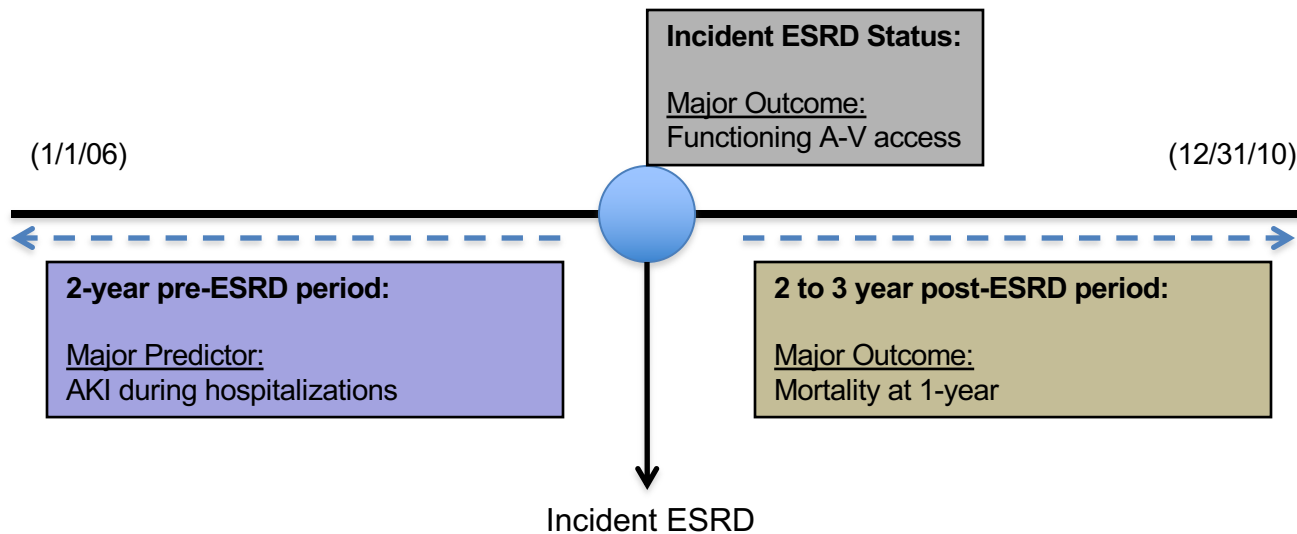 Incident ESRD Status:
Major Outcome:
Functioning A-V access
(1/1/06)
(12/31/10)
2-year pre-ESRD period:
Major Predictor:
AKI during hospitalizations
2 to 3 year post-ESRD period:
Major Outcome:
Mortality at 1-year
Incident ESRD